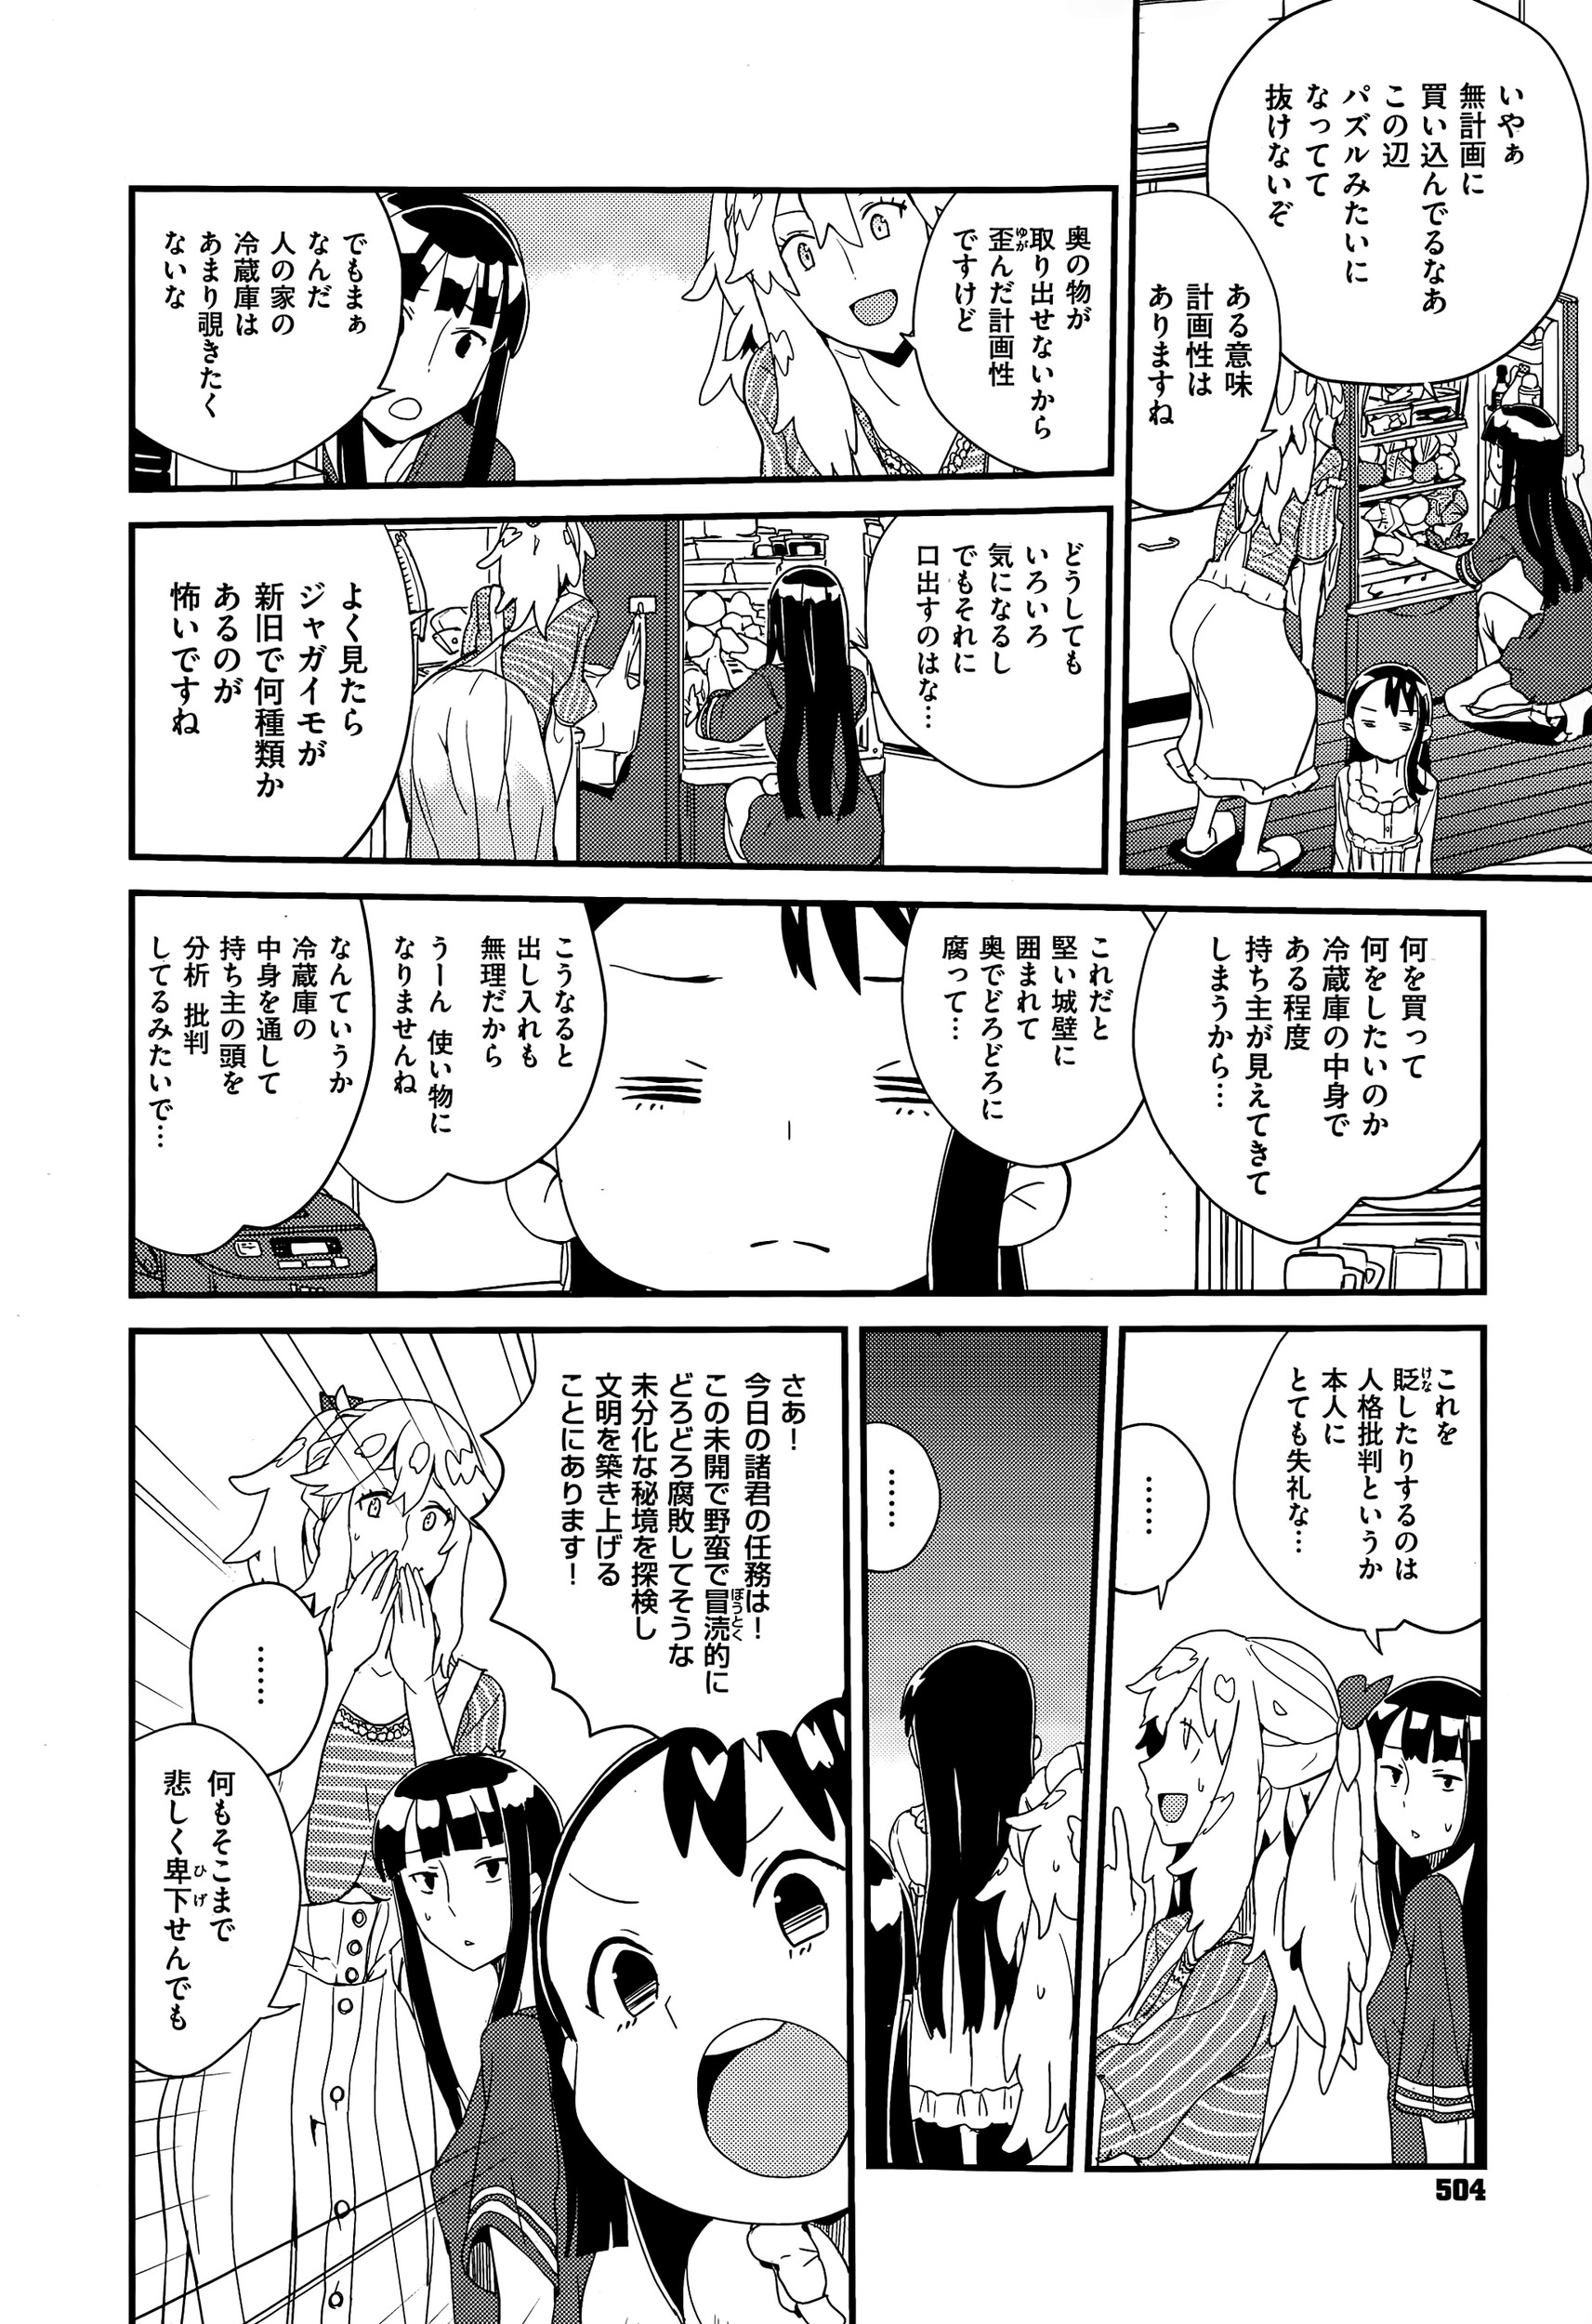 いやぁ
無計画に
買い込んでるなあ
この辺
パズルみたいに
なってて
抜けないぞ
ある意味
計画性は
ありますね
奥の物が
取り出せないから
歪んだ計画性
ゆが
ですけど
でもまぁ
なんだ
人の家の
冷蔵庫は
あまり覗きたく
ないな
どうしても
いろいろ
気になるし
でもそれに
口出すのはな…
よく見たら
ジャガイモが
新旧で何種類か
あるのが
怖いですね
何を買って
何をしたいのか
冷蔵庫の中身で
ある程度
持ち主が見えてきて
しまうから…
これだと
堅い城壁に
囲まれて
奥でどろどろに
腐って…
こうなると
出し入れも
無理だから
うーん 使い物に
なりませんね
なんていうか
冷蔵庫の
中身を通して
持ち主の頭を
分析 批判
してるみたいで…
これを
貶したりするのは
けな
人格批判というか
本人に
とても失礼な…
……
……
さあ!
今日の諸君の任務は!
この未開で野蛮で冒涜的に
ぼうとく
どろどろ腐敗してそうな
未分化な秘境を探検し
文明を築き上げる
ことにあります!
……
何もそこまで
悲しく卑下せんでも
ひげ
504